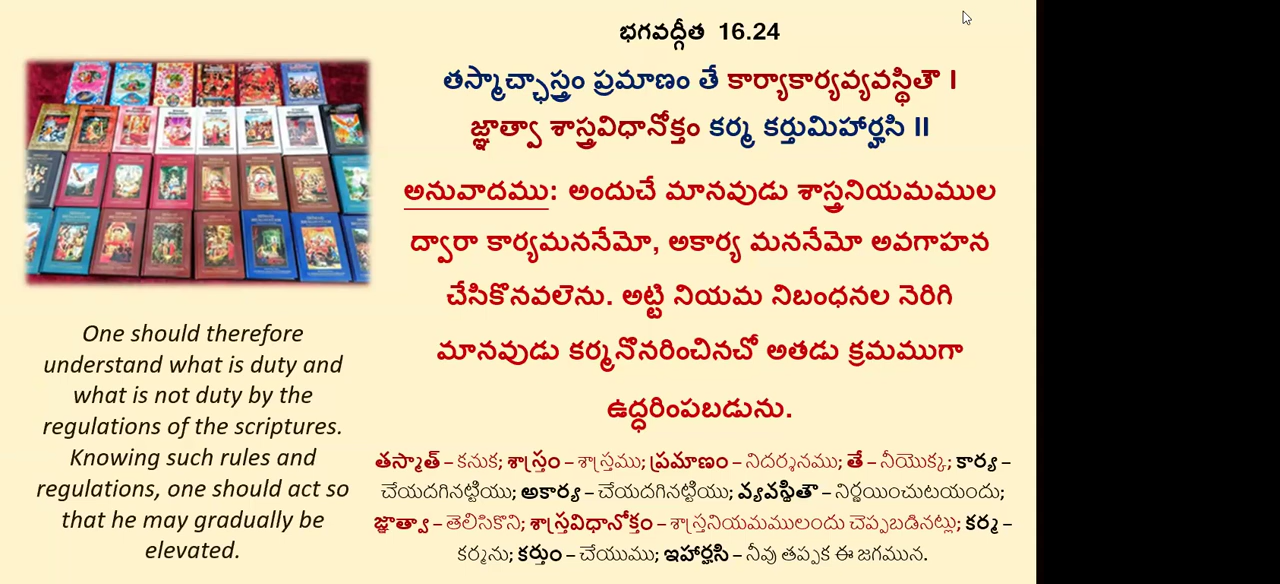 భగవద్గీత 16.24
తస్మాచ్ఛాస్త్రం ప్రమాణం తే కార్యాకార్యవ్యవస్థితౌ I
జ్ఞాత్వా శాస్త్రవిధానోక్తం కర్మ కర్తుమిహార్హసి II
అనువాదము: అందుచే మానవుడు శాస్త్రనియమముల
ద్వారా కార్యమననేమో, అకార్య మననేమో అవగాహన
చేసికొనవలెను. అట్టి నియమ నిబంధనల నెరిగి
మానవుడు కర్మనొనరించినచో అతడు క్రమముగా
ఉద్ధరింపబడును.
తస్మాత్ – కనుక; శాస్త్రం – శాస్త్రము; ప్రమాణం – నిదర్శనము; తే – నీయొక్క; కార్య –
చేయదగినట్టియు; అకార్య – చేయదగినట్టియు; వ్యవస్థితౌ – నిర్ణయించుటయందు;
జ్ఞాత్వా – తెలిసికొని; శాస్త్రవిధానోక్తం – శాస్త్రనియమములందు చెప్పబడినట్లు; కర్మ –
కర్మను; కర్తుం – చేయుము; ఇహార్హసి – నీవు తప్పక ఈ జగమున.
One should therefore
understand what is duty and
what is not duty by the
regulations of the scriptures.
Knowing such rules and
regulations, one should act so
that he may gradually be
elevated.